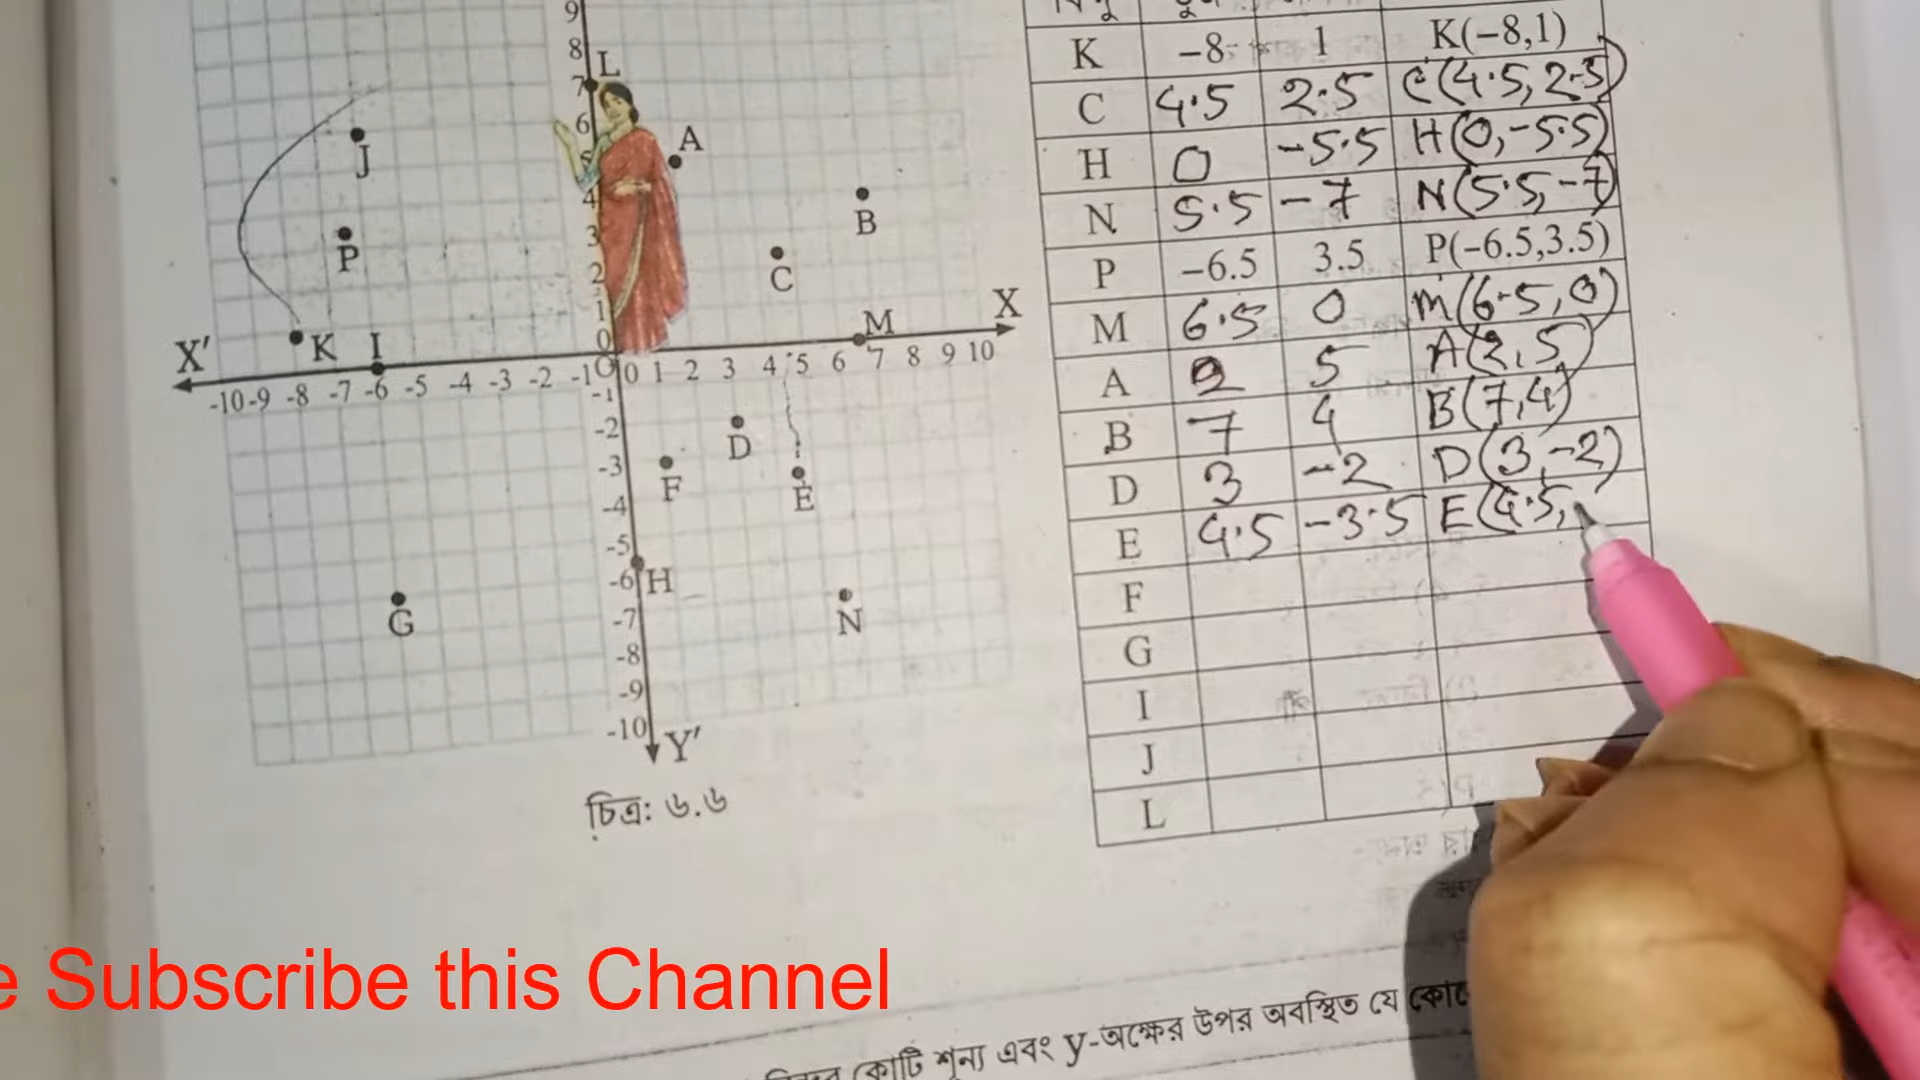 9
8 L
7
6 A
5 J
4 B
3 P
2 C
1 X
0 M
X' K I
-10 -9 -8 -7 -6 -5 -4 -3 -2 -1 O 0 1 2 3 4 5 6 7 8 9 10
-1
-2 D
-3 F E
-4
-5
-6 H
G N
-7
-8
-9
-10 Y'
চিত্র: ৬.৬
K −8 1 K(−8,1)
C 4.5 2.5 C(4.5, 2.5)
H 0 -5.5 H(0, -5.5)
N 5.5 -7 N(5.5, -7)
P −6.5 3.5 P(−6.5,3.5)
M 6.5 0 M(6.5, 0)
A 2 5 A(2, 5)
B 7 4 B(7,4)
D 3 -2 D(3, -2)
E 4.5 -3.5 E(4.5,
F
G
I
J
L
e Subscribe this Channel
কোটি শূন্য এবং y-অক্ষের উপর অবস্থিত যে